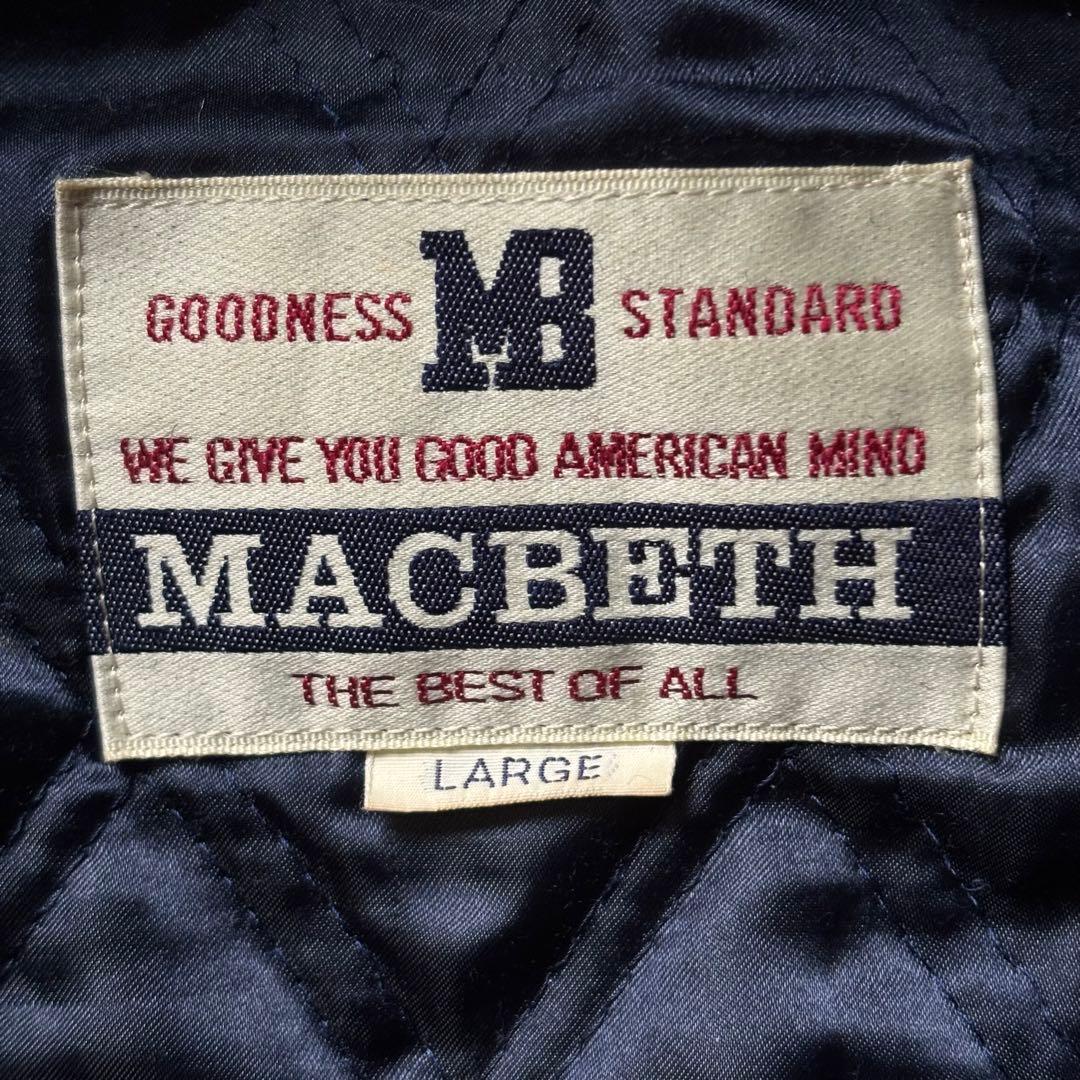 GOODNESS MB STANDARD
WE GIVE YOU GOOD AMERICAN MIND
MACBETH
THE BEST OF ALL
LARGE